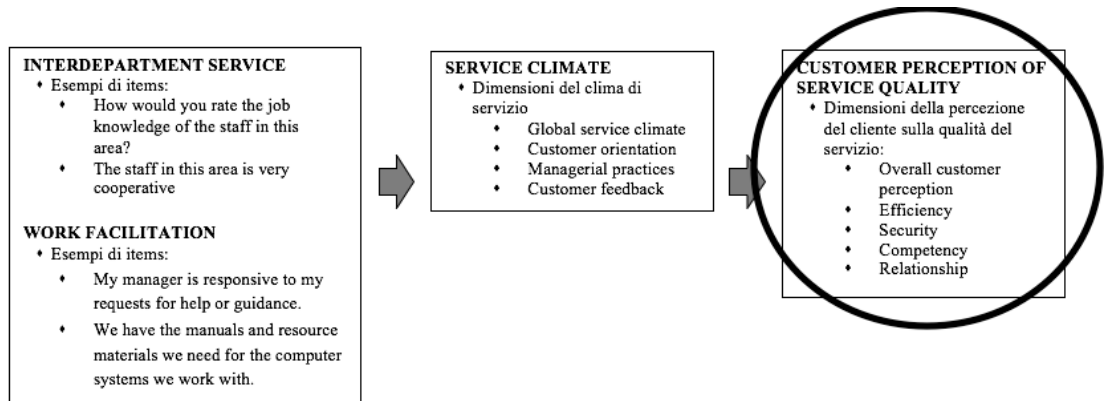 INTERDEPARTMENT SERVICE
♦ Esempi di items:
♦ How would you rate the job
knowledge of the staff in this
area?
♦ The staff in this area is very
cooperative
WORK FACILITATION
♦ Esempi di items:
♦ My manager is responsive to my
requests for help or guidance.
♦ We have the manuals and resource
materials we need for the computer
systems we work with.
SERVICE CLIMATE
♦ Dimensioni del clima di
servizio
♦ Global service climate
♦ Customer orientation
♦ Managerial practices
♦ Customer feedback
CUSTOMER PERCEPTION OF
SERVICE QUALITY
♦ Dimensioni della percezione
del cliente sulla qualità del
servizio:
♦ Overall customer
perception
♦ Efficiency
♦ Security
♦ Competency
♦ Relationship